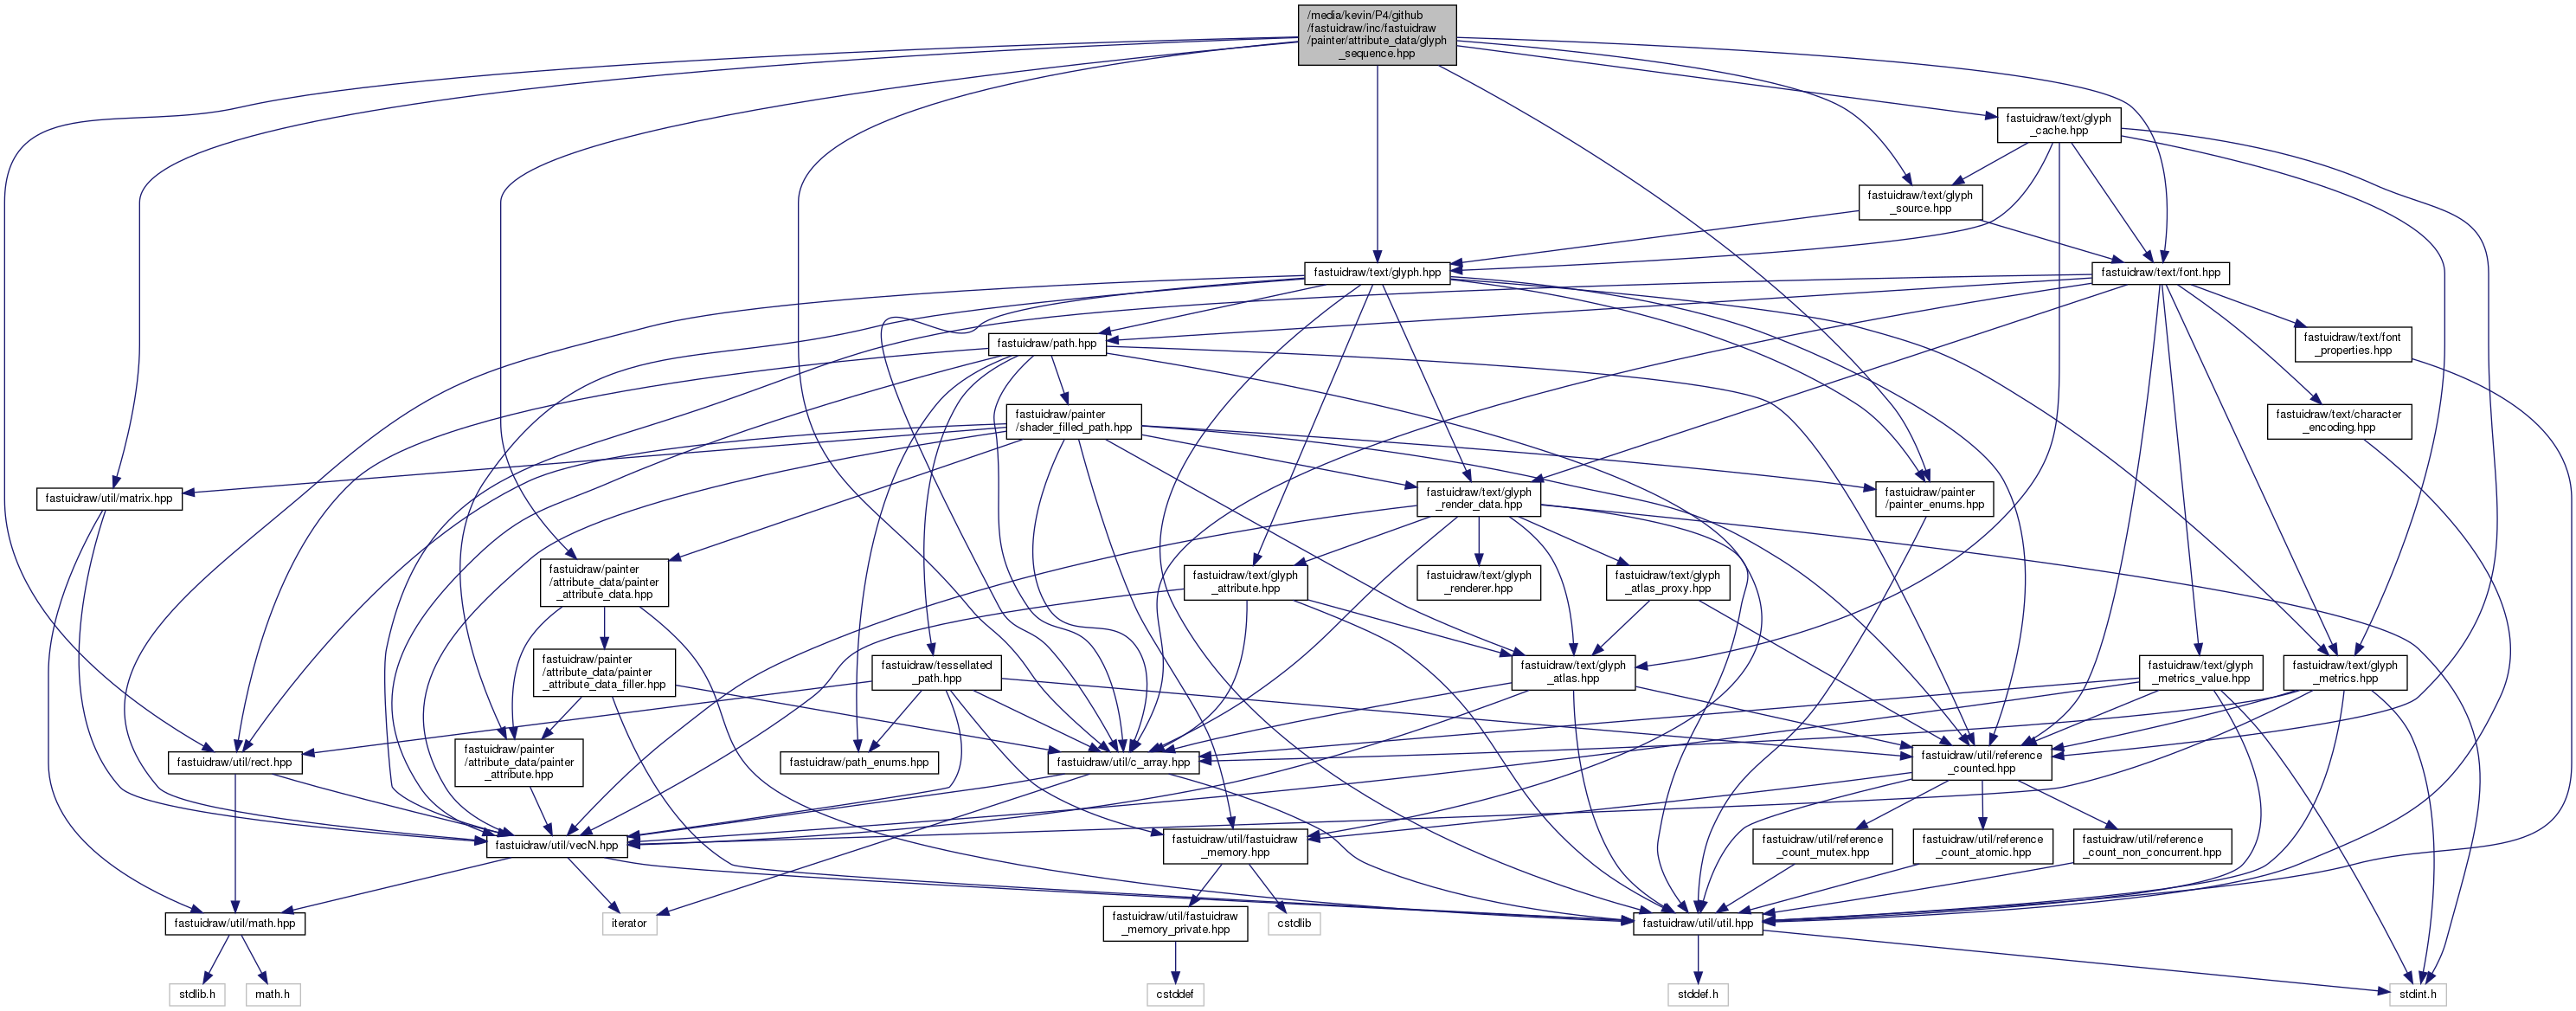 /media/kevin/P4/github
/fastuidraw/inc/fastuidraw
/painter/attribute_data/glyph
_sequence.hpp
fastuidraw/text/glyph
_cache.hpp
fastuidraw/text/glyph
_source.hpp
fastuidraw/text/glyph.hpp
fastuidraw/text/font.hpp
fastuidraw/path.hpp
fastuidraw/text/font
_properties.hpp
fastuidraw/painter
/shader_filled_path.hpp
fastuidraw/text/character
_encoding.hpp
fastuidraw/util/matrix.hpp
fastuidraw/text/glyph
_render_data.hpp
fastuidraw/painter
/painter_enums.hpp
fastuidraw/painter
/attribute_data/painter
_attribute_data.hpp
fastuidraw/text/glyph
_attribute.hpp
fastuidraw/text/glyph
_renderer.hpp
fastuidraw/text/glyph
_atlas_proxy.hpp
fastuidraw/painter
/attribute_data/painter
_attribute_data_filler.hpp
fastuidraw/tessellated
_path.hpp
fastuidraw/text/glyph
_atlas.hpp
fastuidraw/text/glyph
_metrics_value.hpp
fastuidraw/text/glyph
_metrics.hpp
fastuidraw/util/rect.hpp
fastuidraw/painter
/attribute_data/painter
_attribute.hpp
fastuidraw/path_enums.hpp
fastuidraw/util/c_array.hpp
fastuidraw/util/reference
_counted.hpp
fastuidraw/util/vecN.hpp
fastuidraw/util/fastuidraw
_memory.hpp
fastuidraw/util/reference
_count_mutex.hpp
fastuidraw/util/reference
_count_atomic.hpp
fastuidraw/util/reference
_count_non_concurrent.hpp
fastuidraw/util/math.hpp
iterator
fastuidraw/util/fastuidraw
_memory_private.hpp
cstdlib
fastuidraw/util/util.hpp
stdlib.h
math.h
cstddef
stddef.h
stdint.h